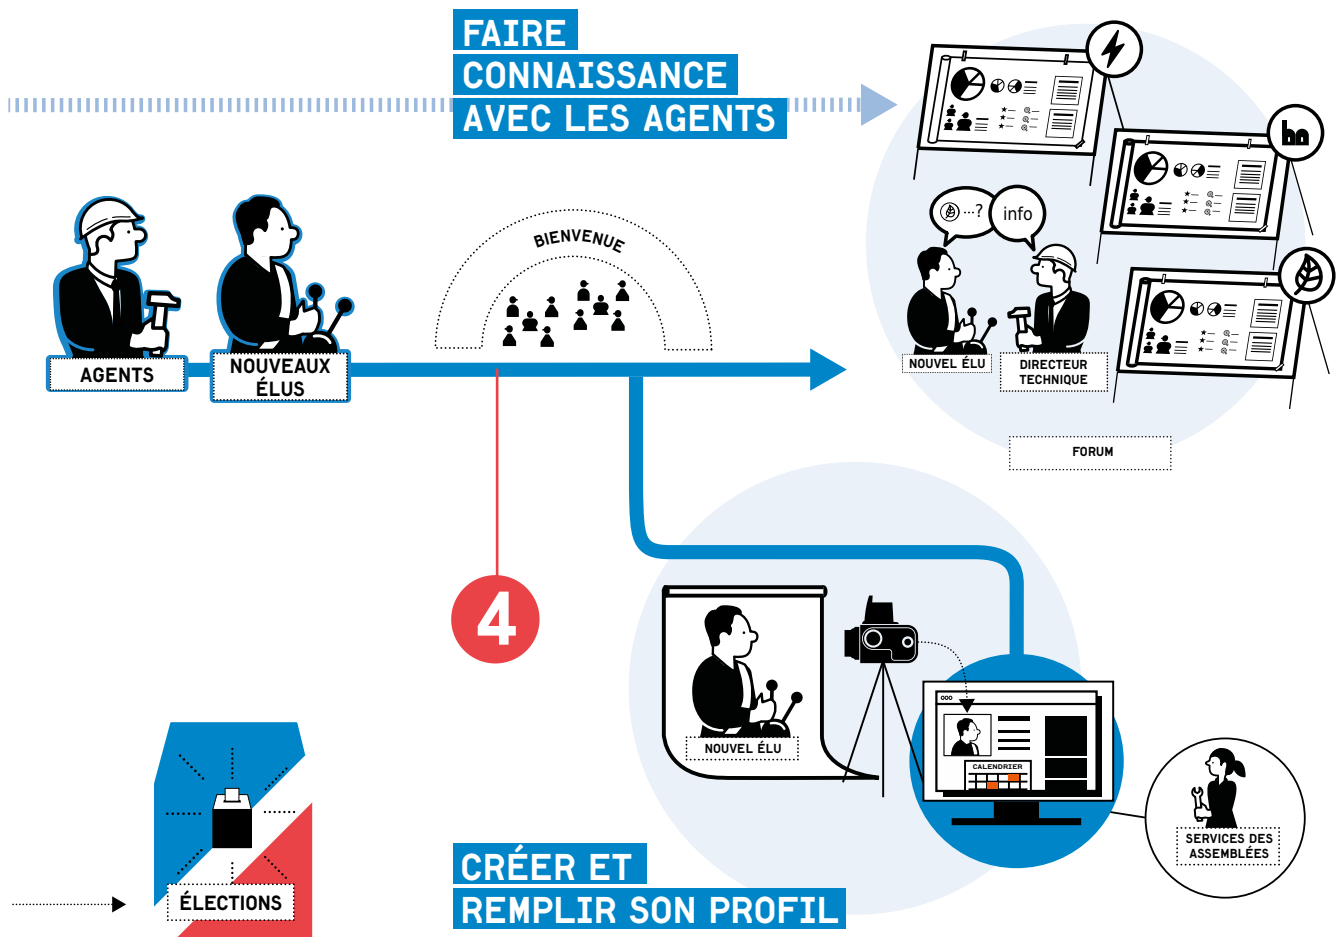 FAIRE
CONNAISSANCE
AVEC LES AGENTS
BIENVENUE
AGENTS
NOUVEAUX
ÉLUS
...?
info
NOUVEL ÉLU
DIRECTEUR
TECHNIQUE
FORUM
4
NOUVEL ÉLU
CALENDRIER
SERVICES DES
ASSEMBLÉES
ÉLECTIONS
CRÉER ET
REMPLIR SON PROFIL